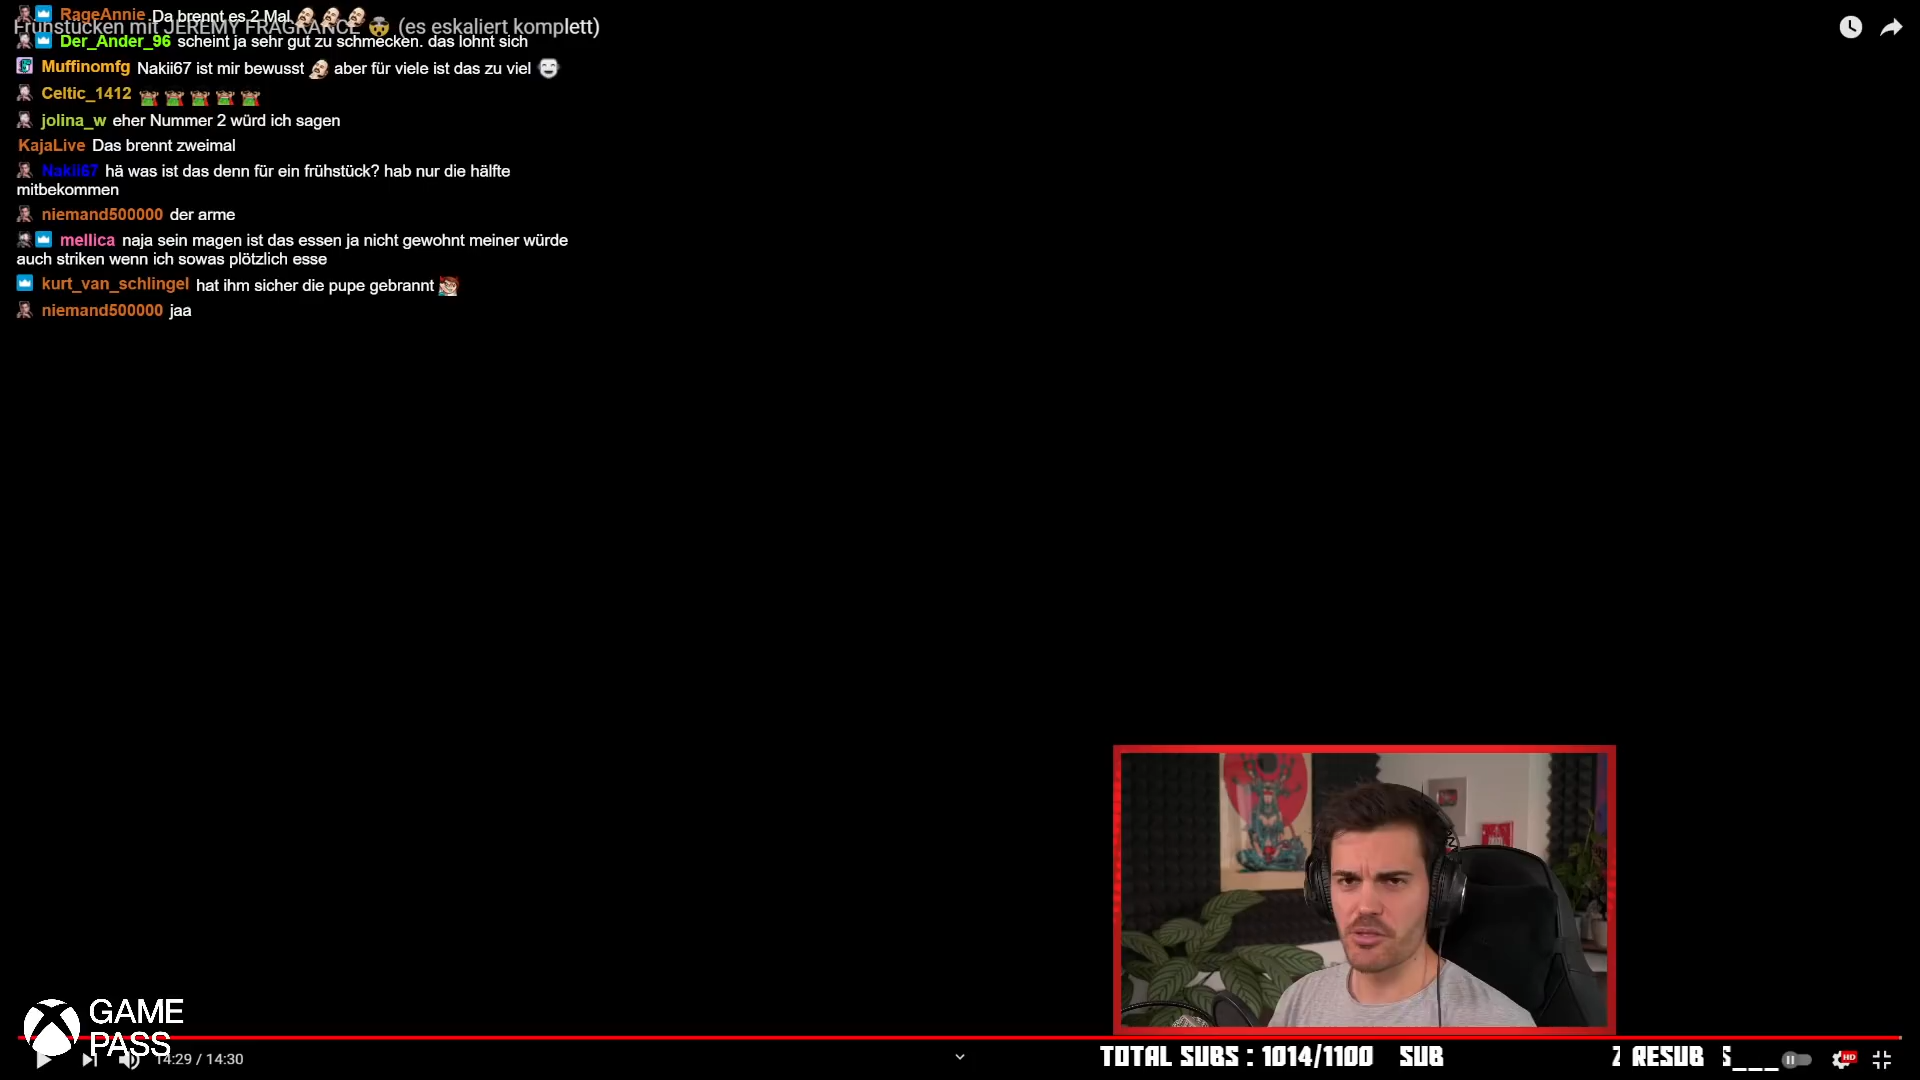 RageAnnie Da brennt es 2 Mal
Frühstücken mit JEREMY FRAGRANCE (es eskaliert komplett)
Der_Ander_96 scheint ja sehr gut zu schmecken. das lohnt sich
Muffinomfg Nakii67 ist mir bewusst aber für viele ist das zu viel
Celtic_1412
jolina_w eher Nummer 2 würd ich sagen
KajaLive Das brennt zweimal
Nakii67 hä was ist das denn für ein frühstück? hab nur die hälfte
mitbekommen
niemand500000 der arme
mellica naja sein magen ist das essen ja nicht gewohnt meiner würde
auch striken wenn ich sowas plötzlich esse
kurt_van_schlingel hat ihm sicher die pupe gebrannt
niemand500000 jaa
GAME
PASS
14:29 / 14:30
TOTAL SUBS : 1014/1100 SUB Z RESUB S___
HD